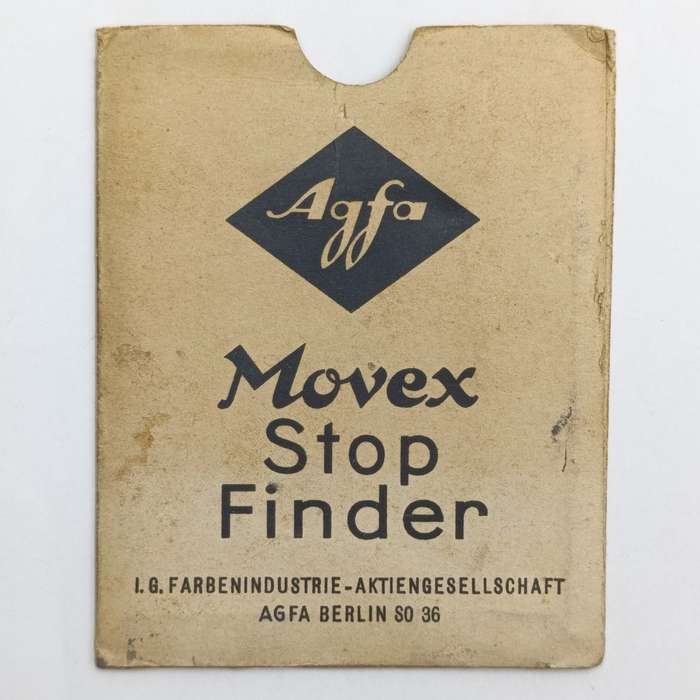 Agfa
Movex
Stop
Finder
I.G. FARBENINDUSTRIE-AKTIENGESELLSCHAFT
AGFA BERLIN SO 36